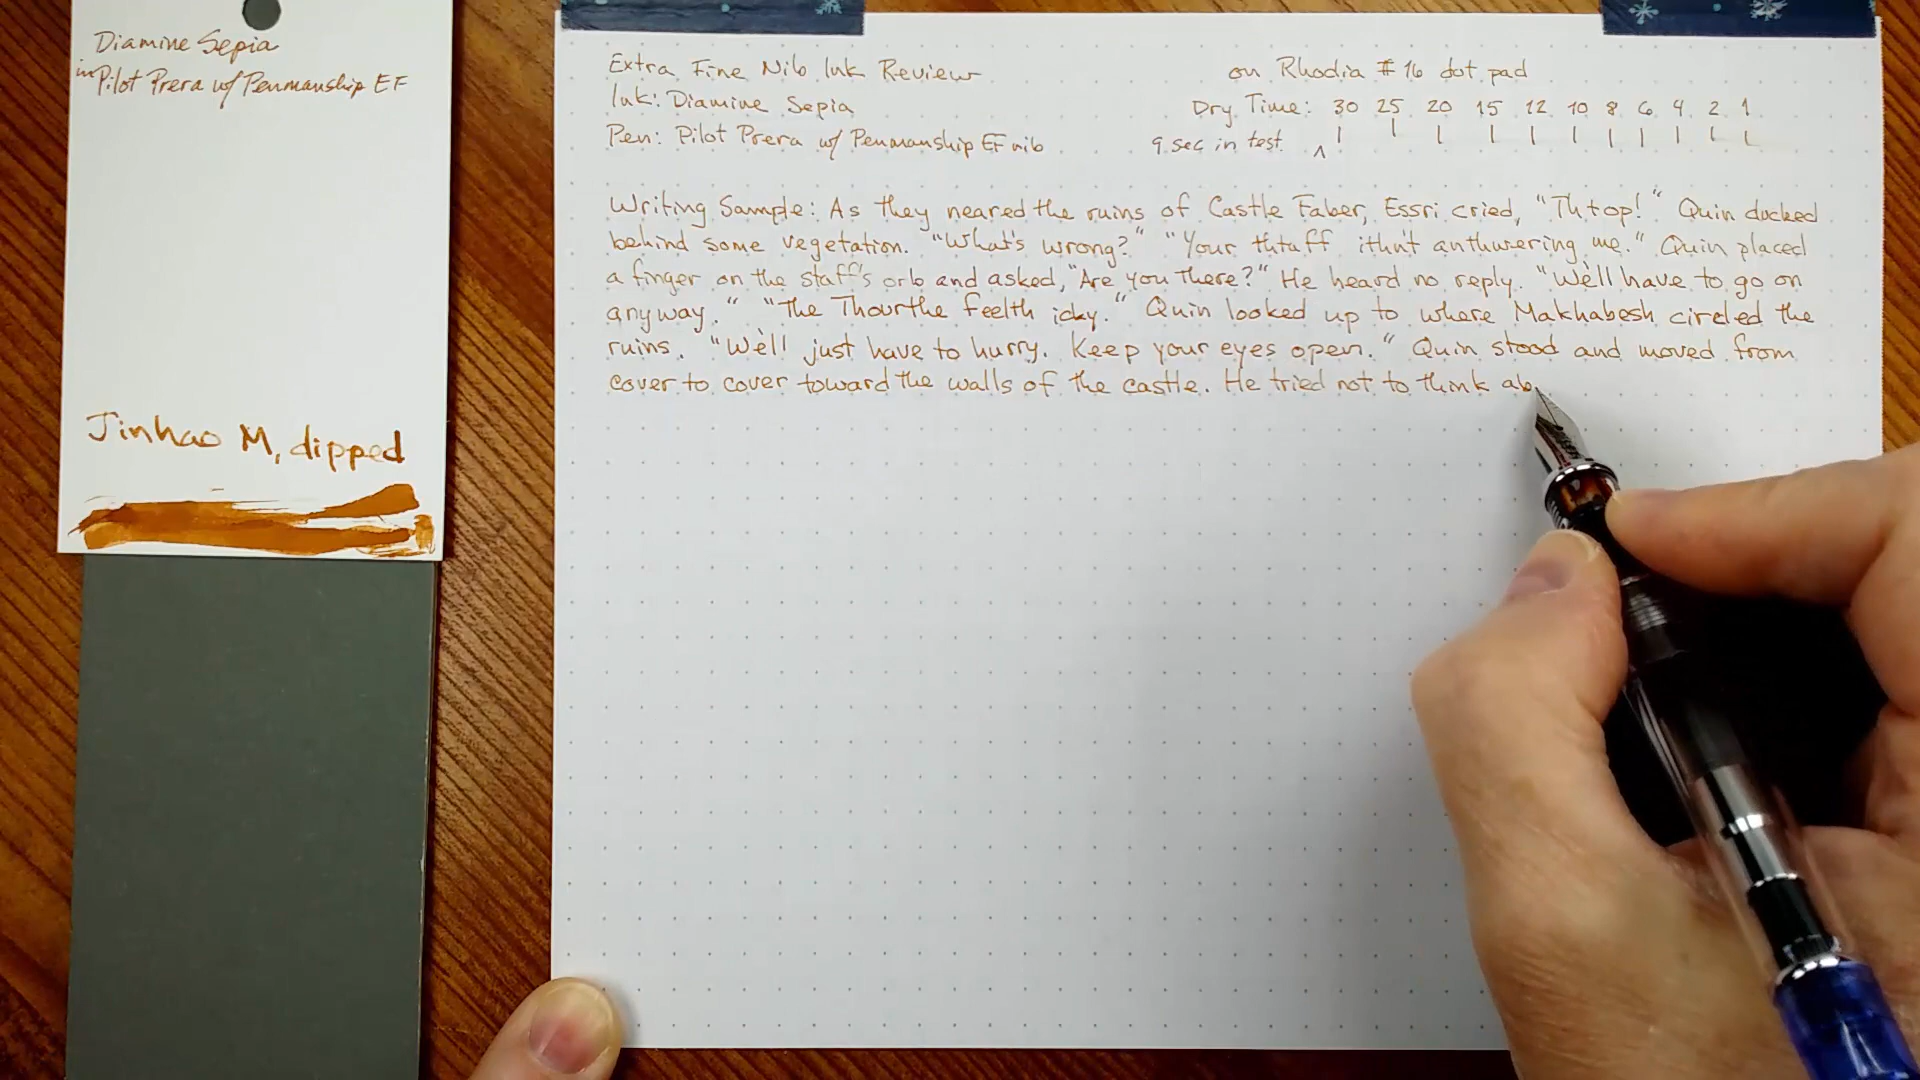 Diamine Sepia
in Pilot Prera w/ Penmanship EF
Jinhao M, dipped
Extra Fine Nib Ink Review
on Rhodia #16 dot pad
Ink: Diamine Sepia
Dry Time: 30 25 20 15 12 10 8 6 4 2 1
Pen: Pilot Prera w/ Penmanship EF nib
9 sec in test
Writing Sample: As they neared the ruins of Castle Faber, Essri cried, "Thtop!" Quin ducked
behind some vegetation. "What's wrong?" "Your thtaff ithn't anthwering me." Quin placed
a finger on the staff's orb and asked, "Are you there?" He heard no reply. "We'll have to go on
anyway." "The Thourthe feelth icky." Quin looked up to where Makhabesh circled the
ruins. "We'll just have to hurry. Keep your eyes open." Quin stood and moved from
cover to cover toward the walls of the castle. He tried not to think ab